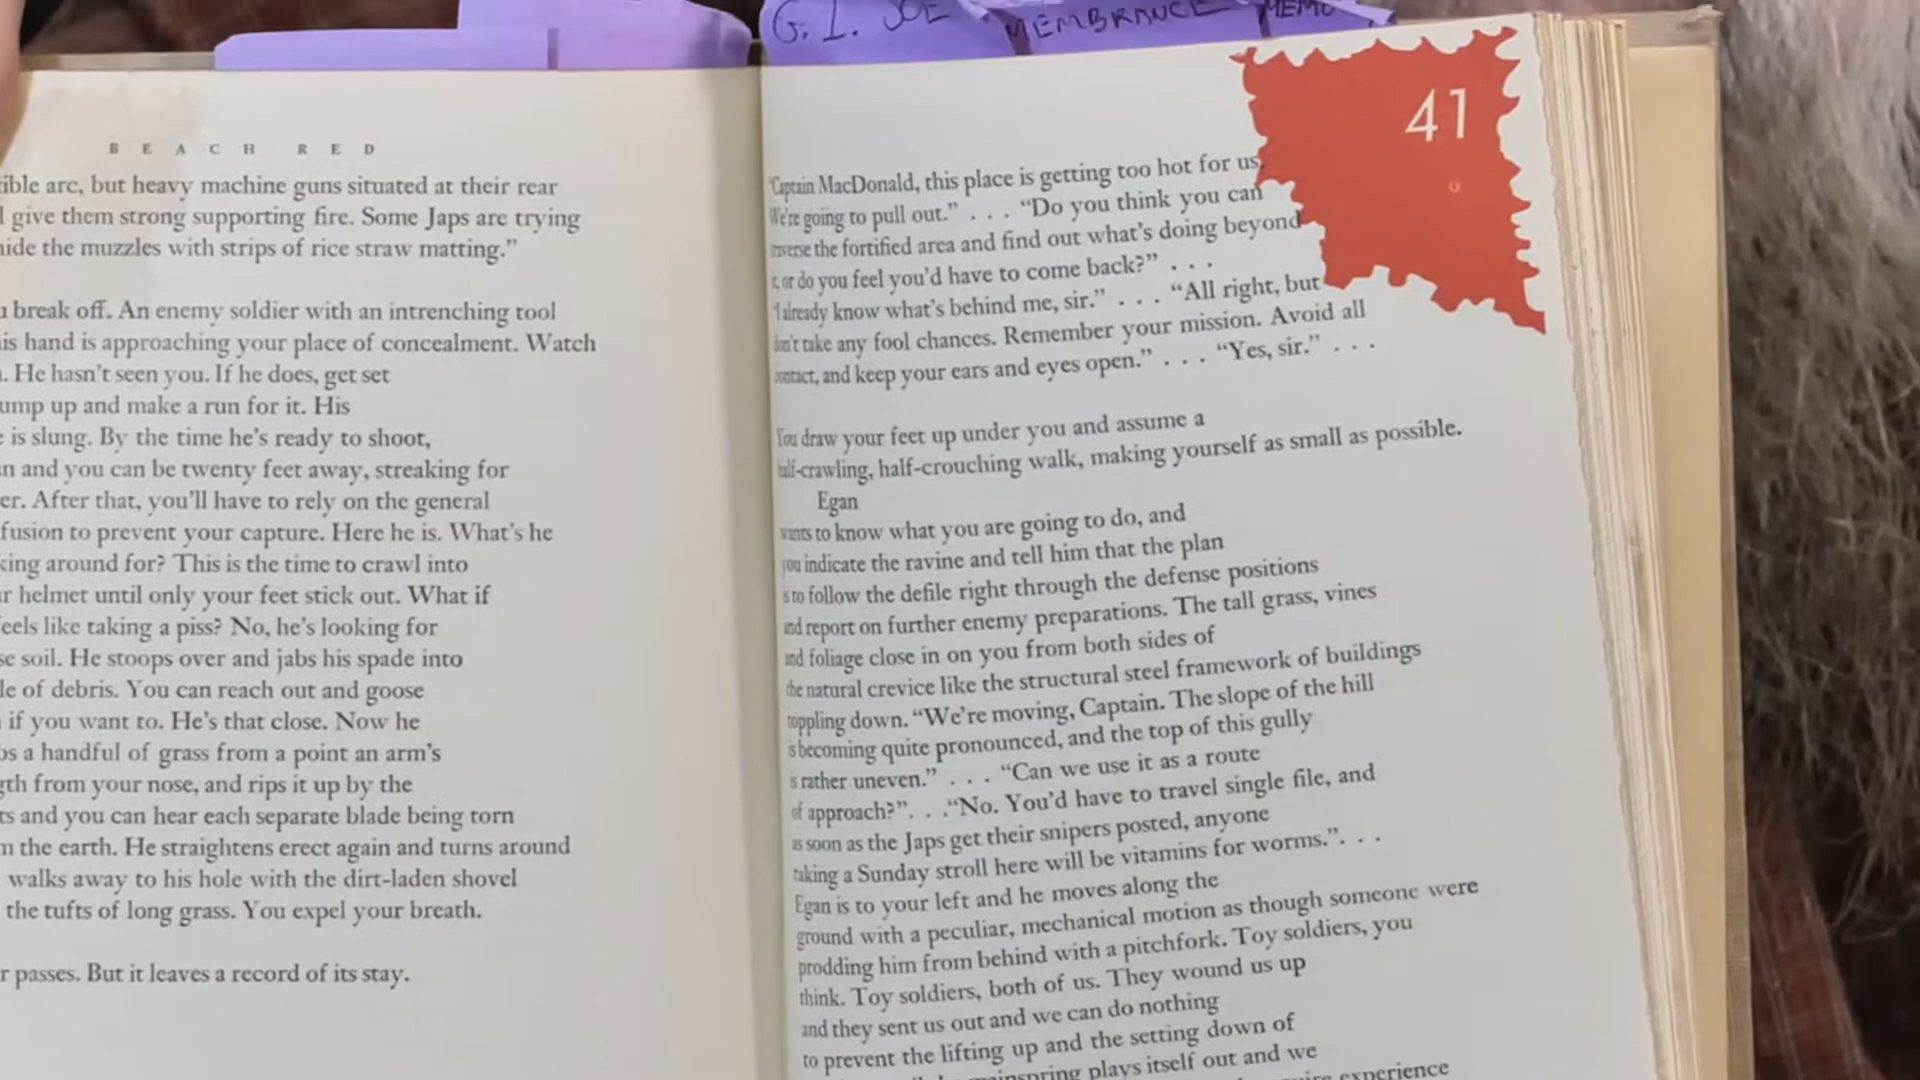 G. I. JOE
MEMBRANCE
MEMO
BEACH RED
ible arc, but heavy machine guns situated at their rear
give them strong supporting fire. Some Japs are trying
ide the muzzles with strips of rice straw matting.”
break off. An enemy soldier with an intrenching tool
is hand is approaching your place of concealment. Watch
. He hasn’t seen you. If he does, get set
ump up and make a run for it. His
is slung. By the time he’s ready to shoot,
n and you can be twenty feet away, streaking for
er. After that, you’ll have to rely on the general
fusion to prevent your capture. Here he is. What’s he
king around for? This is the time to crawl into
r helmet until only your feet stick out. What if
eels like taking a piss? No, he’s looking for
se soil. He stoops over and jabs his spade into
le of debris. You can reach out and goose
if you want to. He’s that close. Now he
bs a handful of grass from a point an arm’s
gth from your nose, and rips it up by the
ts and you can hear each separate blade being torn
m the earth. He straightens erect again and turns around
walks away to his hole with the dirt-laden shovel
the tufts of long grass. You expel your breath.
r passes. But it leaves a record of its stay.
41
“Captain MacDonald, this place is getting too hot for us.
We’re going to pull out.” . . . “Do you think you can
traverse the fortified area and find out what’s doing beyond
it, or do you feel you’d have to come back?” . . .
“I already know what’s behind me, sir.” . . . “All right, but
don’t take any fool chances. Remember your mission. Avoid all
contact, and keep your ears and eyes open.” . . . “Yes, sir.” . . .
You draw your feet up under you and assume a
half-crawling, half-crouching walk, making yourself as small as possible.
Egan
wants to know what you are going to do, and
you indicate the ravine and tell him that the plan
is to follow the defile right through the defense positions
and report on further enemy preparations. The tall grass, vines
and foliage close in on you from both sides of
the natural crevice like the structural steel framework of buildings
toppling down. “We’re moving, Captain. The slope of the hill
is becoming quite pronounced, and the top of this gully
is rather uneven.” . . . “Can we use it as a route
of approach?”. . .“No. You’d have to travel single file, and
as soon as the Japs get their snipers posted, anyone
taking a Sunday stroll here will be vitamins for worms.”. . .
Egan is to your left and he moves along the
ground with a peculiar, mechanical motion as though someone were
prodding him from behind with a pitchfork. Toy soldiers, you
think. Toy soldiers, both of us. They wound us up
and they sent us out and we can do nothing
to prevent the lifting up and the setting down of
mainspring plays itself out and we
experience